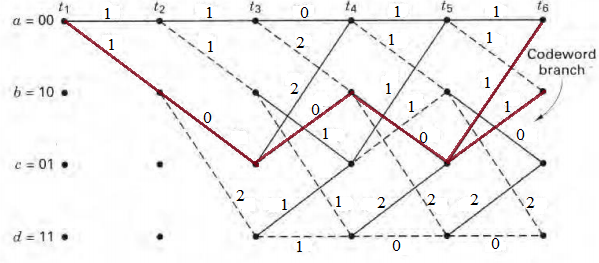 t1 t2 t3 t4 t5 t6
a = 00 1 1 0 1 1
1 1 2 1 1
Codeword
branch
b = 10 2 1 1 1
0 0 1 1 0 0
c = 01
2 1 1 2 2 2 2
d = 11 1 0 0